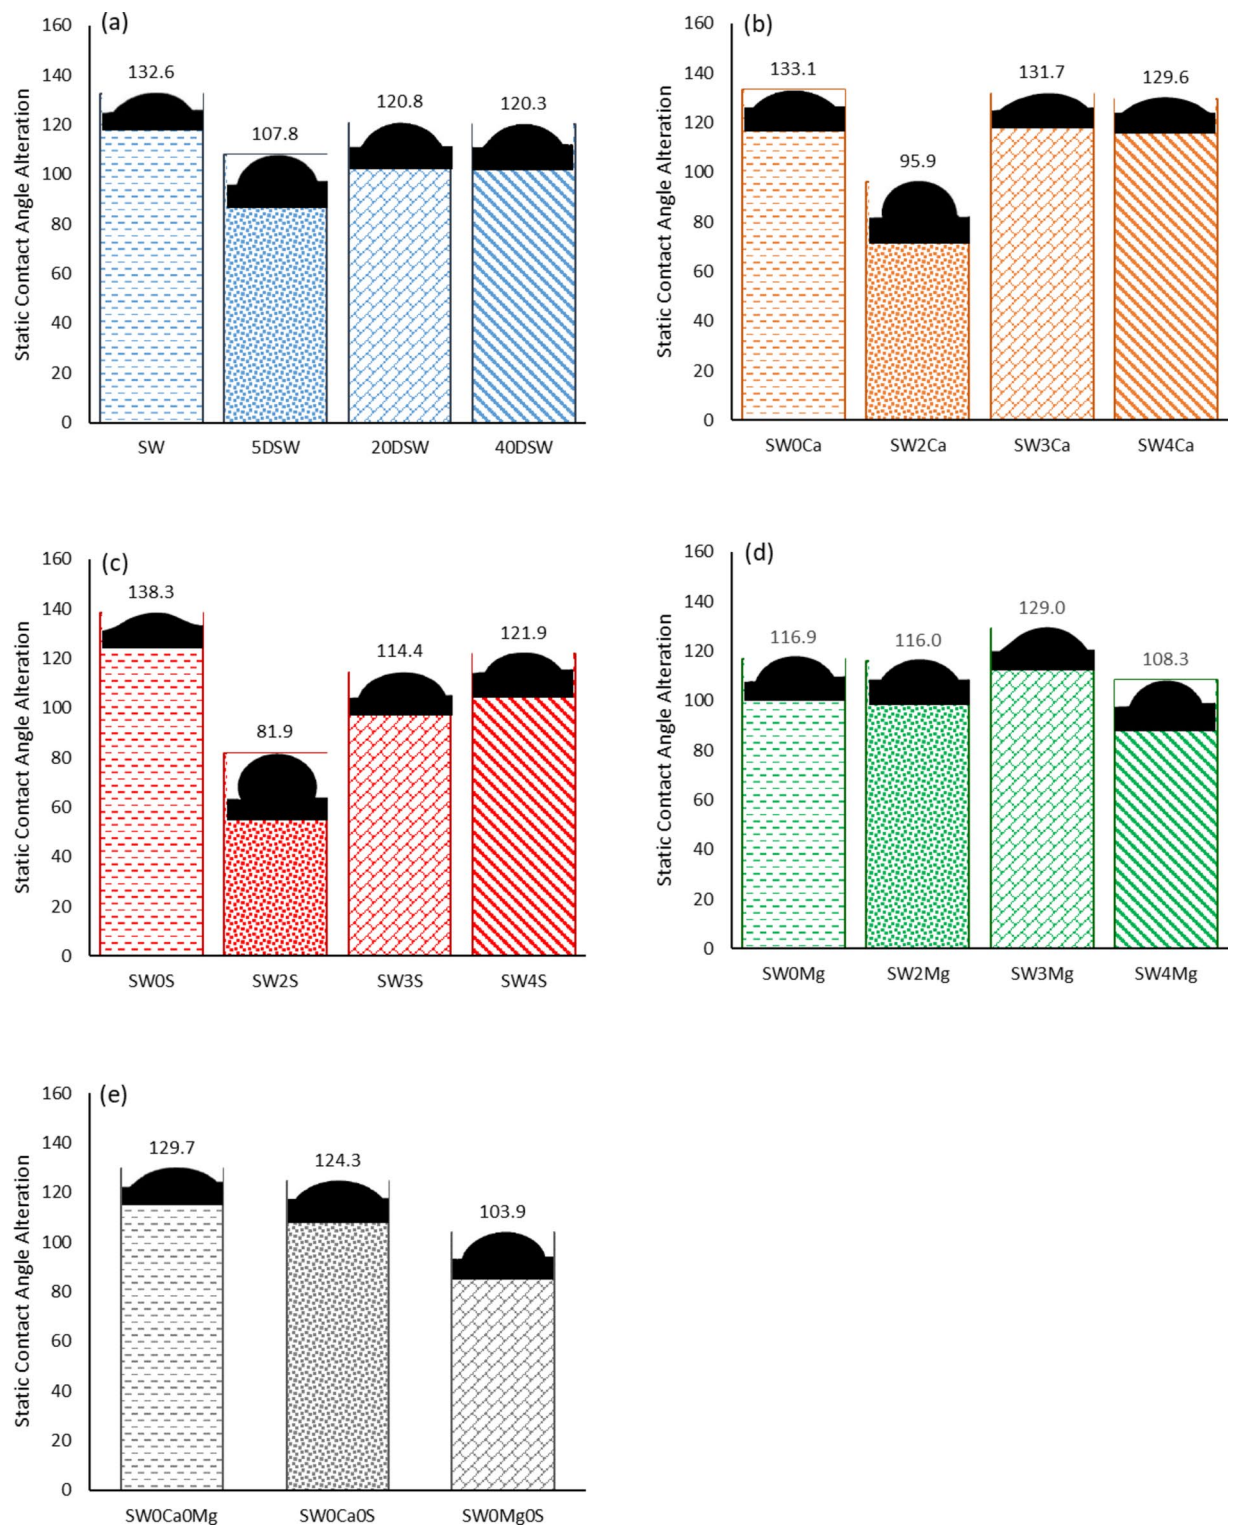 (a)
Static Contact Angle Alteration
160
140
120
100
80
60
40
20
0
132.6
107.8
120.8
120.3
SW
5DSW
20DSW
40DSW
(b)
Static Contact Angle Alteration
160
140
120
100
80
60
40
20
0
133.1
95.9
131.7
129.6
SW0Ca
SW2Ca
SW3Ca
SW4Ca
(c)
Static Contact Angle Alteration
160
140
120
100
80
60
40
20
0
138.3
81.9
114.4
121.9
SW0S
SW2S
SW3S
SW4S
(d)
Static Contact Angle Alteration
160
140
120
100
80
60
40
20
0
116.9
116.0
129.0
108.3
SW0Mg
SW2Mg
SW3Mg
SW4Mg
(e)
Static Contact Angle Alteration
160
140
120
100
80
60
40
20
0
129.7
124.3
103.9
SW0Ca0Mg
SW0Ca0S
SW0Mg0S